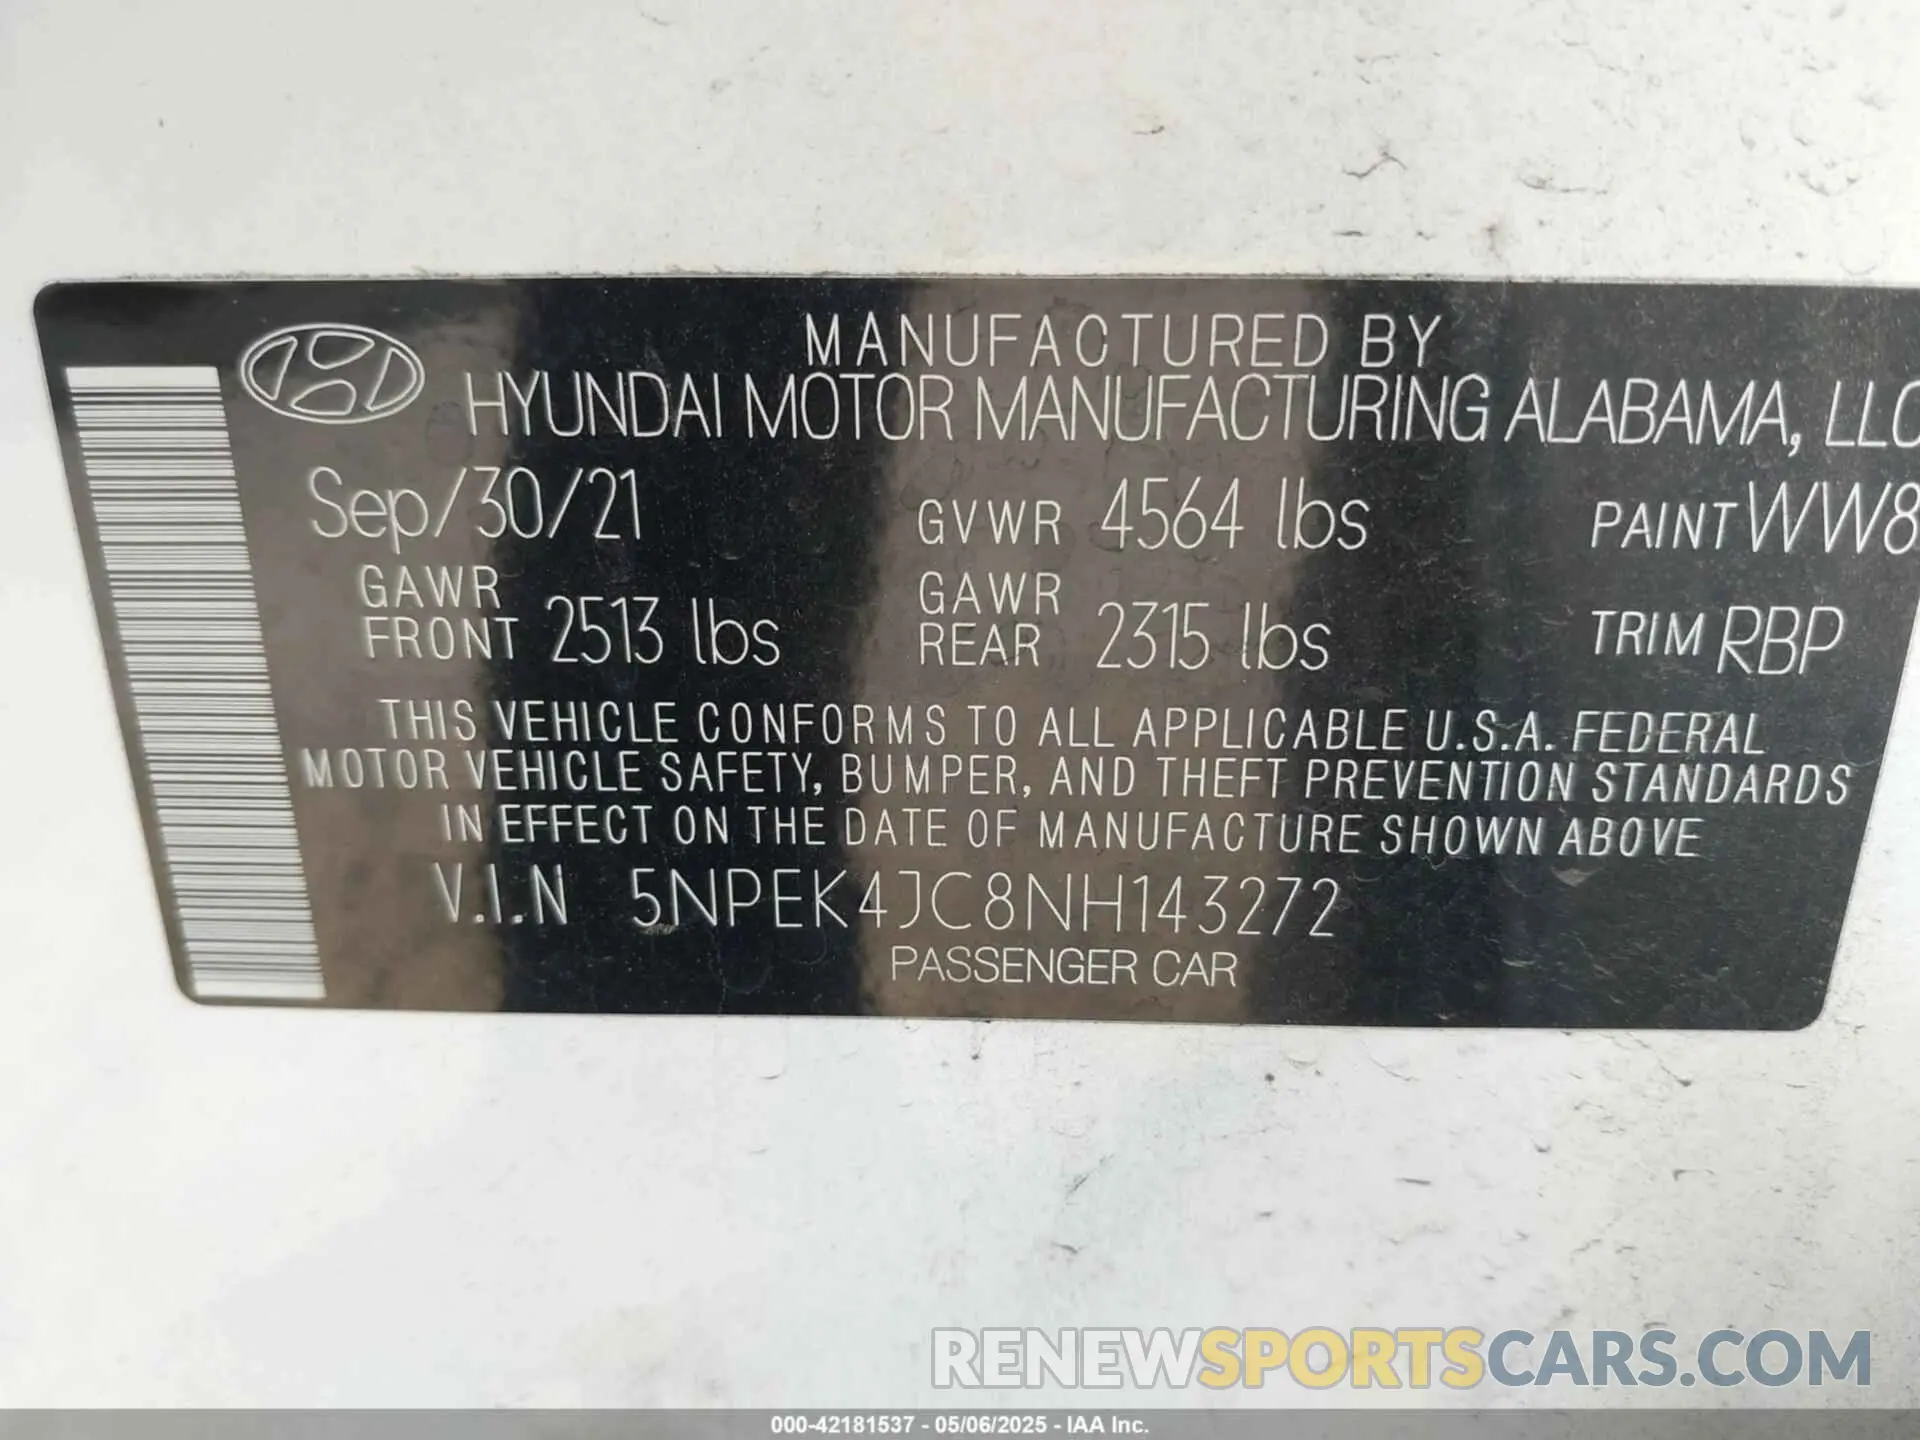 MANUFACTURED BY
HYUNDAI MOTOR MANUFACTURING ALABAMA, LLC
Sep/30/21 GVWR 4564 lbs PAINT WW8
GAWR FRONT 2513 lbs GAWR REAR 2315 lbs TRIM RBP
THIS VEHICLE CONFORMS TO ALL APPLICABLE U.S.A. FEDERAL
MOTOR VEHICLE SAFETY, BUMPER, AND THEFT PREVENTION STANDARDS
IN EFFECT ON THE DATE OF MANUFACTURE SHOWN ABOVE
V.I.N 5NPEK4JC8NH143272
PASSENGER CAR
RENEWSPORTSCARS.COM
000-42181537 - 05/06/2025 - IAA Inc.